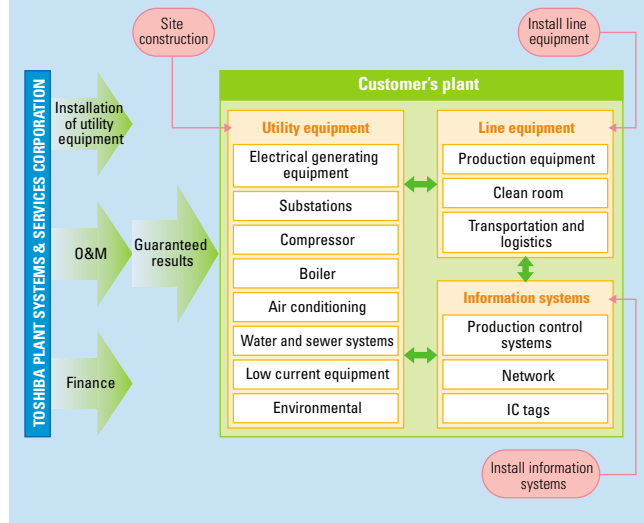 Site
construction
Install line
equipment
TOSHIBA PLANT SYSTEMS & SERVICES CORPORATION
Installation
of utility
equipment
O&M
Guaranteed
results
Finance
Customer's plant
Utility equipment
Electrical generating
equipment
Substations
Compressor
Boiler
Air conditioning
Water and sewer systems
Low current equipment
Environmental
Line equipment
Production equipment
Clean room
Transportation and
logistics
Information systems
Production control
systems
Network
IC tags
Install information
systems